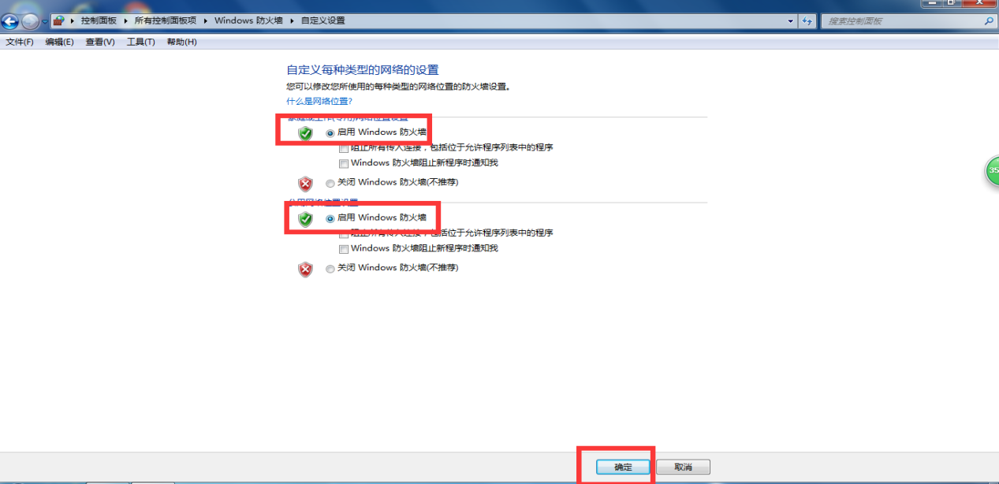 控制面板 所有控制面板项 Windows 防火墙 自定义设置 搜索控制面板
文件(F) 编辑(E) 查看(V) 工具(T) 帮助(H)
自定义每种类型的网络的设置
您可以修改您所使用的每种类型的网络位置的防火墙设置。
什么是网络位置?
家庭或工作(专用)网络位置设置
启用 Windows 防火墙
阻止所有传入连接，包括位于允许程序列表中的程序
Windows 防火墙阻止新程序时通知我
关闭 Windows 防火墙(不推荐)
公用网络位置设置
启用 Windows 防火墙
阻止所有传入连接，包括位于允许程序列表中的程序
Windows 防火墙阻止新程序时通知我
关闭 Windows 防火墙(不推荐)
35
确定 取消